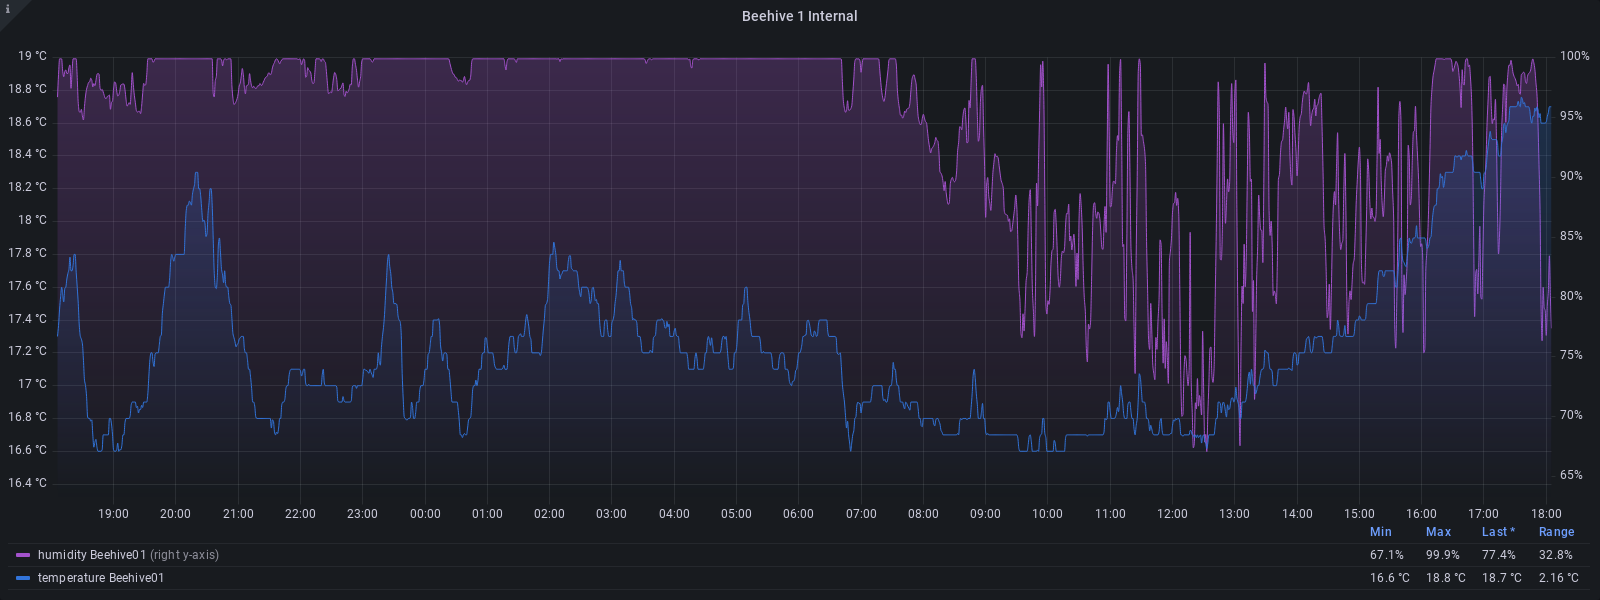 i
Beehive 1 Internal
19 °C 100%
18.8 °C
18.6 °C 95%
18.4 °C
18.2 °C 90%
18 °C
17.8 °C 85%
17.6 °C 80%
17.4 °C
17.2 °C 75%
17 °C
16.8 °C 70%
16.6 °C
16.4 °C 65%
19:00 20:00 21:00 22:00 23:00 00:00 01:00 02:00 03:00 04:00 05:00 06:00 07:00 08:00 09:00 10:00 11:00 12:00 13:00 14:00 15:00 16:00 17:00 18:00
Min Max Last * Range
humidity Beehive01 (right y-axis) 67.1% 99.9% 77.4% 32.8%
temperature Beehive01 16.6 °C 18.8 °C 18.7 °C 2.16 °C